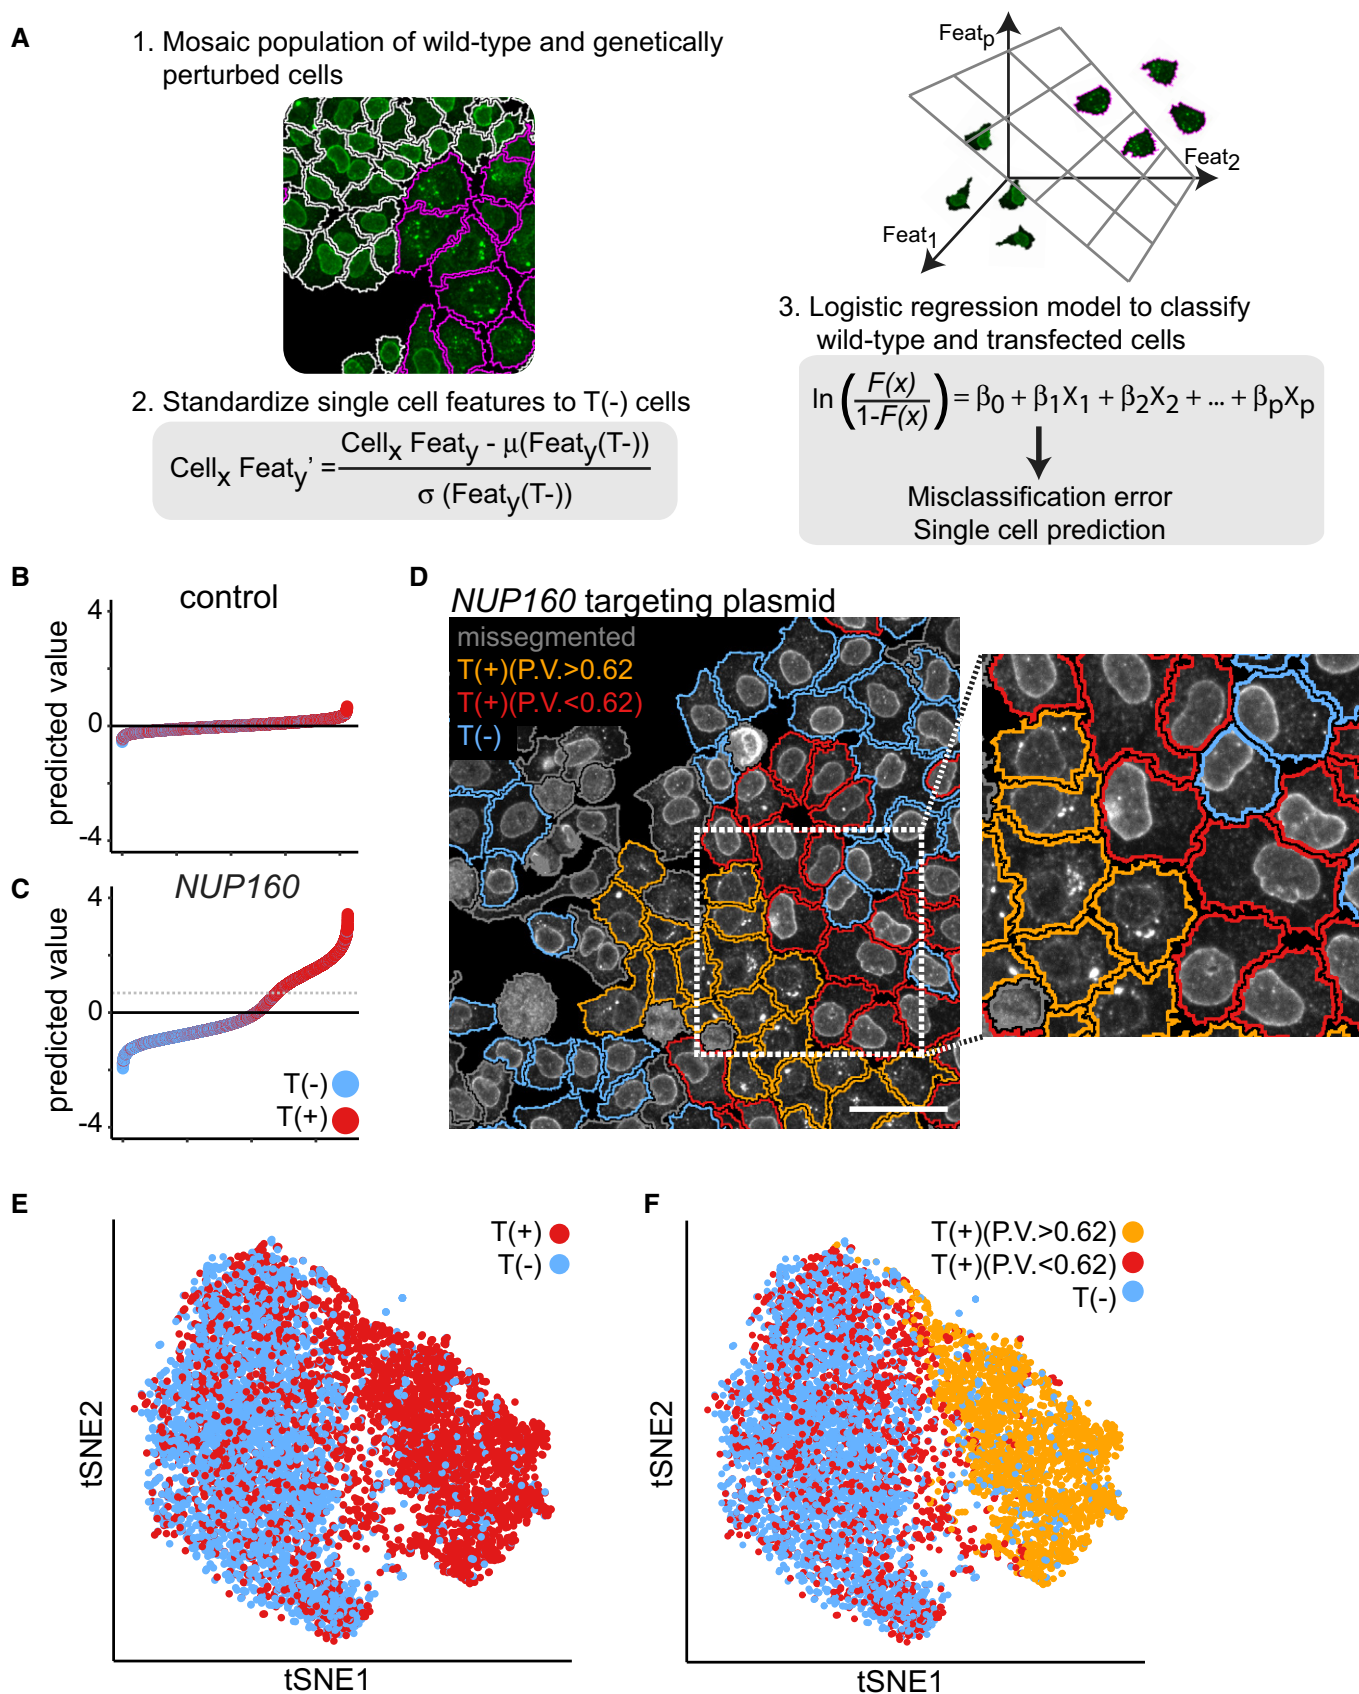 A
1. Mosaic population of wild-type and genetically
perturbed cells
2. Standardize single cell features to T(-) cells
Cellx Featy' = Cellx Featy - μ(Featy(T-))
σ (Featy(T-))
Featp
Feat2
Feat1
3. Logistic regression model to classify
wild-type and transfected cells
ln (F(x) / 1-F(x)) = β0 + β1X1 + β2X2 + ... + βpXp
Misclassification error
Single cell prediction
B
control
predicted value
4
0
-4
C
NUP160
predicted value
4
0
-4
T(-)
T(+)
D
NUP160 targeting plasmid
missegmented
T(+)(P.V.>0.62
T(+)(P.V.<0.62)
T(-)
E
T(+)
T(-)
tSNE2
tSNE1
F
T(+)(P.V.>0.62)
T(+)(P.V.<0.62)
T(-)
tSNE2
tSNE1